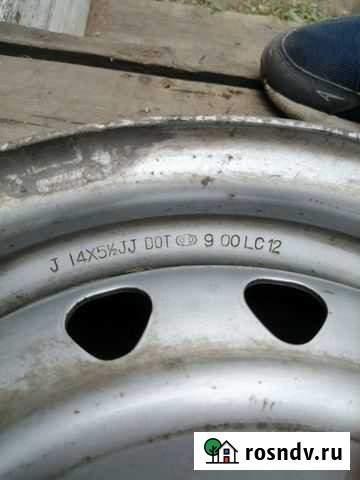 J 14X5½JJ DOT 9 00 LC12
rosndv.ru